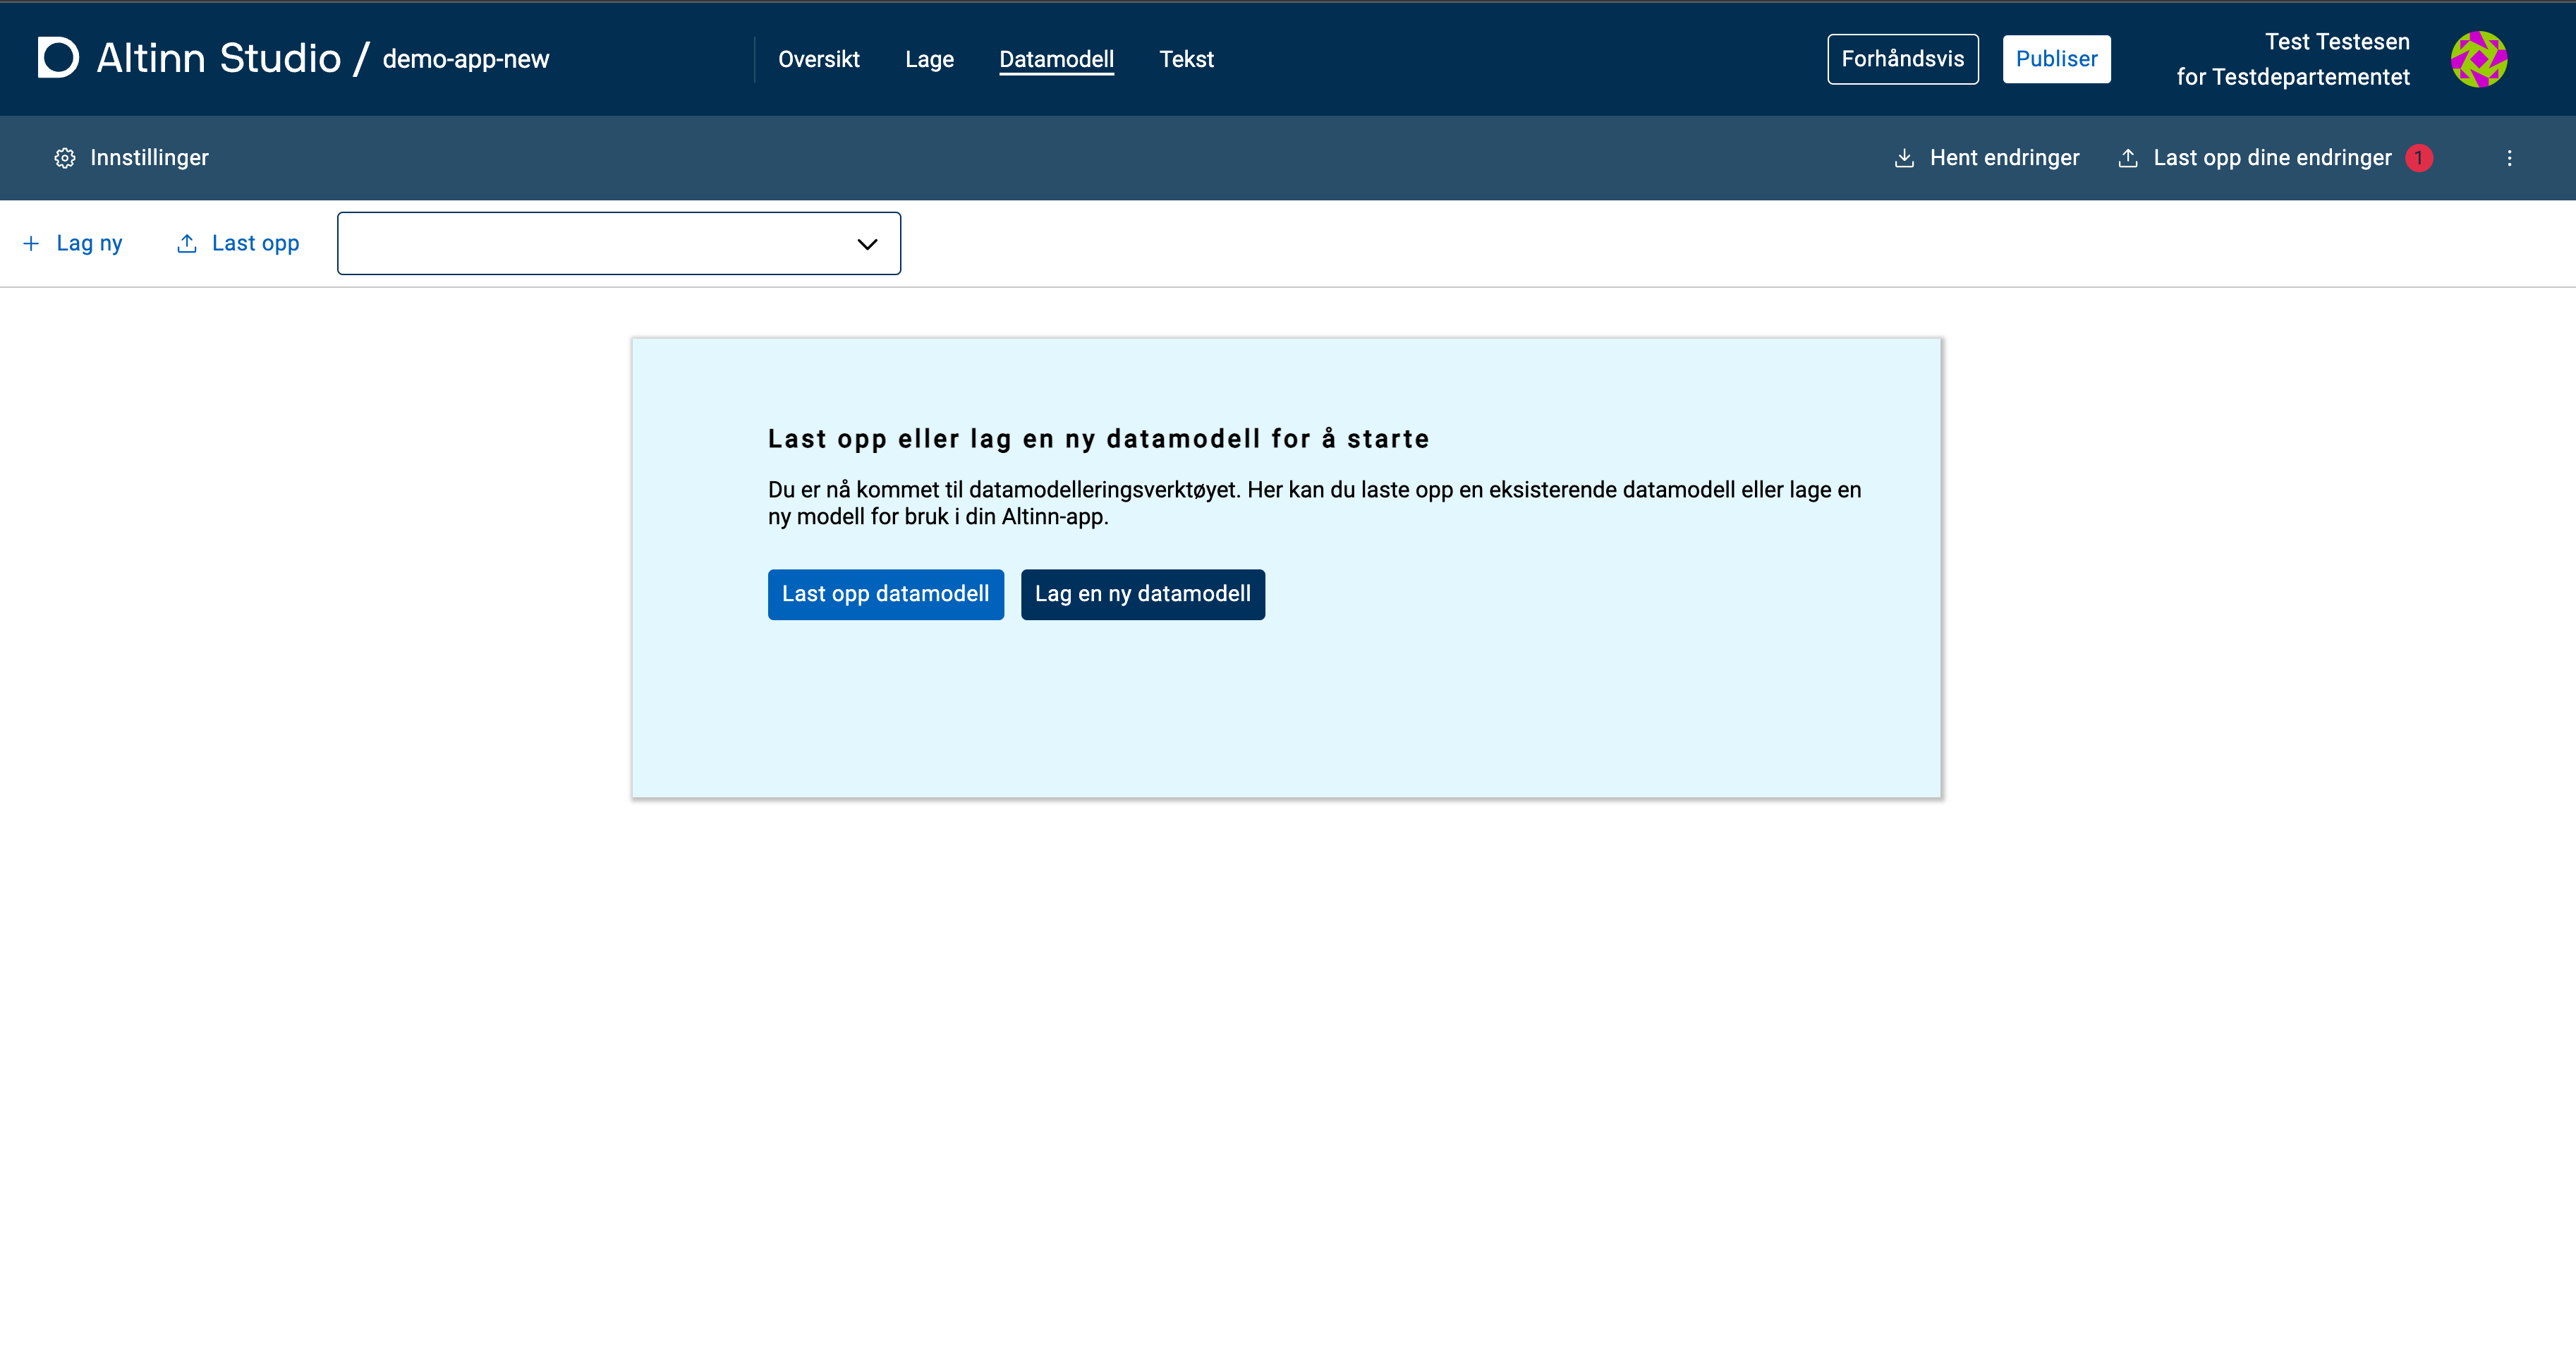 Altinn Studio / demo-app-new
Oversikt Lage Datamodell Tekst
Forhåndsvis Publiser
Test Testesen
for Testdepartementet
Innstillinger
Hent endringer Last opp dine endringer 1
Lag ny Last opp
Last opp eller lag en ny datamodell for å starte
Du er nå kommet til datamodelleringsverktøyet. Her kan du laste opp en eksisterende datamodell eller lage en
ny modell for bruk i din Altinn-app.
Last opp datamodell Lag en ny datamodell